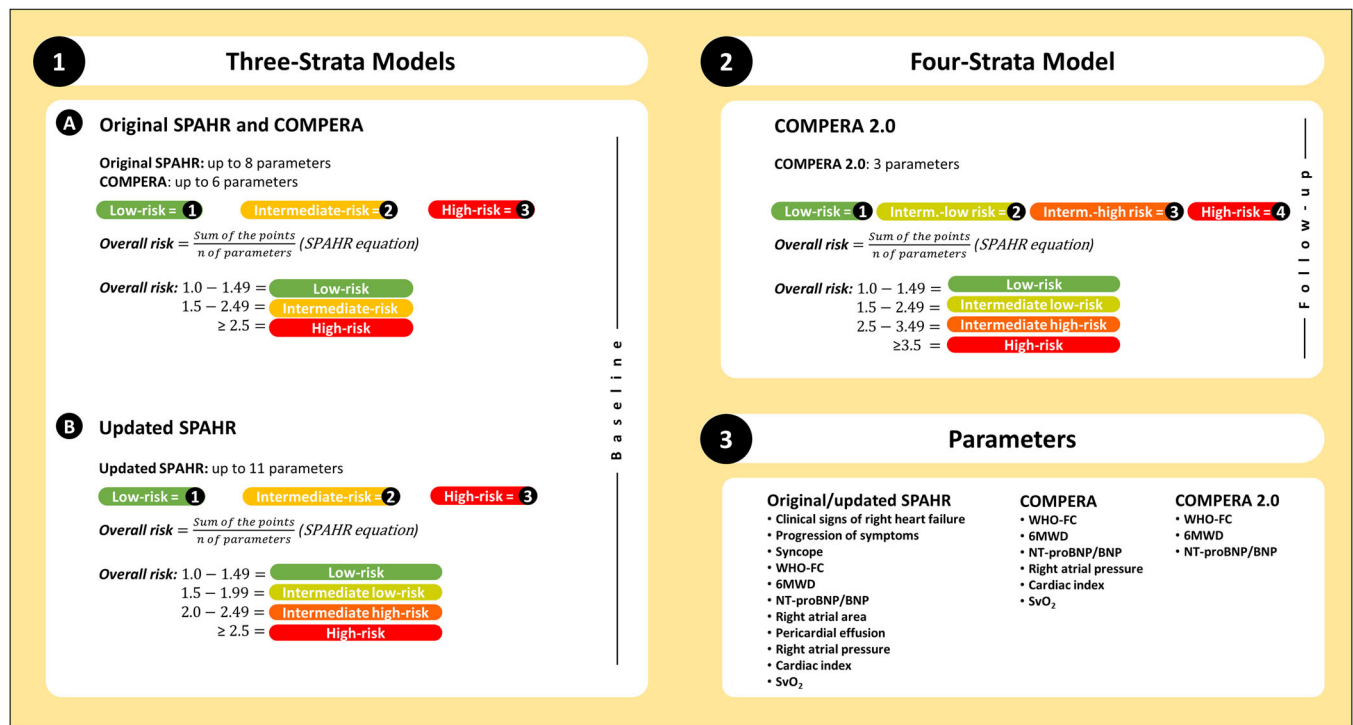 1
Three-Strata Models
A
Original SPAHR and COMPERA
Original SPAHR: up to 8 parameters
COMPERA: up to 6 parameters
Low-risk = 1 Intermediate-risk = 2 High-risk = 3
Overall risk = Sum of the points / n of parameters (SPAHR equation)
Overall risk: 1.0 – 1.49 = Low-risk
1.5 – 2.49 = Intermediate-risk
≥ 2.5 = High-risk
B
Updated SPAHR
Updated SPAHR: up to 11 parameters
Low-risk = 1 Intermediate-risk = 2 High-risk = 3
Overall risk = Sum of the points / n of parameters (SPAHR equation)
Overall risk: 1.0 – 1.49 = Low-risk
1.5 – 1.99 = Intermediate low-risk
2.0 – 2.49 = Intermediate high-risk
≥ 2.5 = High-risk
Baseline
2
Four-Strata Model
COMPERA 2.0
COMPERA 2.0: 3 parameters
Low-risk = 1 Interm.-low risk = 2 Interm.-high risk = 3 High-risk = 4
Overall risk = Sum of the points / n of parameters (SPAHR equation)
Overall risk: 1.0 – 1.49 = Low-risk
1.5 – 2.49 = Intermediate low-risk
2.5 – 3.49 = Intermediate high-risk
≥3.5 = High-risk
Follow-up
3
Parameters
Original/updated SPAHR
• Clinical signs of right heart failure
• Progression of symptoms
• Syncope
• WHO-FC
• 6MWD
• NT-proBNP/BNP
• Right atrial area
• Pericardial effusion
• Right atrial pressure
• Cardiac index
• SvO₂
COMPERA
• WHO-FC
• 6MWD
• NT-proBNP/BNP
• Right atrial pressure
• Cardiac index
• SvO₂
COMPERA 2.0
• WHO-FC
• 6MWD
• NT-proBNP/BNP